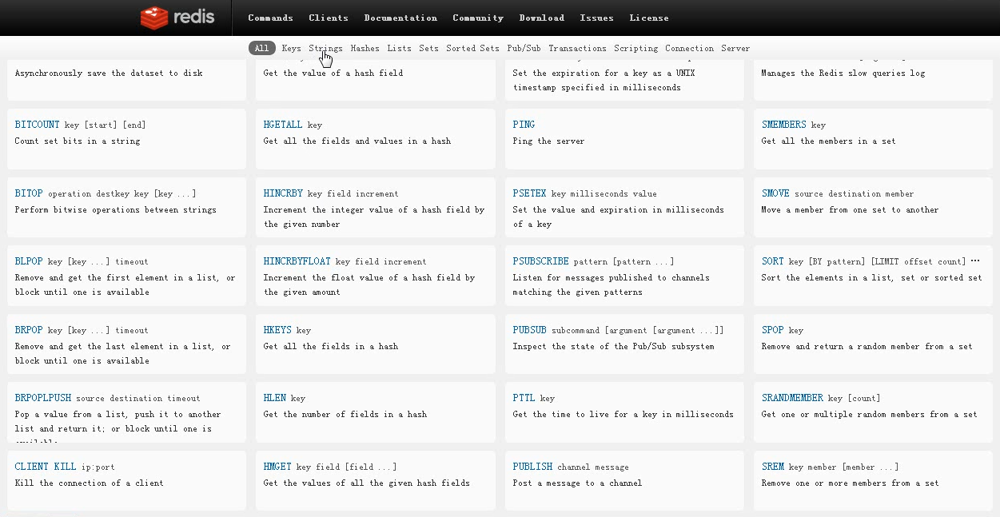 redis
Commands Clients Documentation Community Download Issues License
All Keys Strings Hashes Lists Sets Sorted Sets Pub/Sub Transactions Scripting Connection Server
Asynchronously save the dataset to disk
Get the value of a hash field
Set the expiration for a key as a UNIX
timestamp specified in milliseconds
Manages the Redis slow queries log
BITCOUNT key [start] [end]
Count set bits in a string
HGETALL key
Get all the fields and values in a hash
PING
Ping the server
SMEMBERS key
Get all the members in a set
BITOP operation destkey key [key ...]
Perform bitwise operations between strings
HINCRBY key field increment
Increment the integer value of a hash field by
the given number
PSETEX key milliseconds value
Set the value and expiration in milliseconds
of a key
SMOVE source destination member
Move a member from one set to another
BLPOP key [key ...] timeout
Remove and get the first element in a list, or
block until one is available
HINCRBYFLOAT key field increment
Increment the float value of a hash field by
the given amount
PSUBSCRIBE pattern [pattern ...]
Listen for messages published to channels
matching the given patterns
SORT key [BY pattern] [LIMIT offset count] ...
Sort the elements in a list, set or sorted set
BRPOP key [key ...] timeout
Remove and get the last element in a list, or
block until one is available
HKEYS key
Get all the fields in a hash
PUBSUB subcommand [argument [argument ...]]
Inspect the state of the Pub/Sub subsystem
SPOP key
Remove and return a random member from a set
BRPOPLPUSH source destination timeout
Pop a value from a list, push it to another
list and return it; or block until one is
available
HLEN key
Get the number of fields in a hash
PTTL key
Get the time to live for a key in milliseconds
SRANDMEMBER key [count]
Get one or multiple random members from a set
CLIENT KILL ip:port
Kill the connection of a client
HMGET key field [field ...]
Get the values of all the given hash fields
PUBLISH channel message
Post a message to a channel
SREM key member [member ...]
Remove one or more members from a set